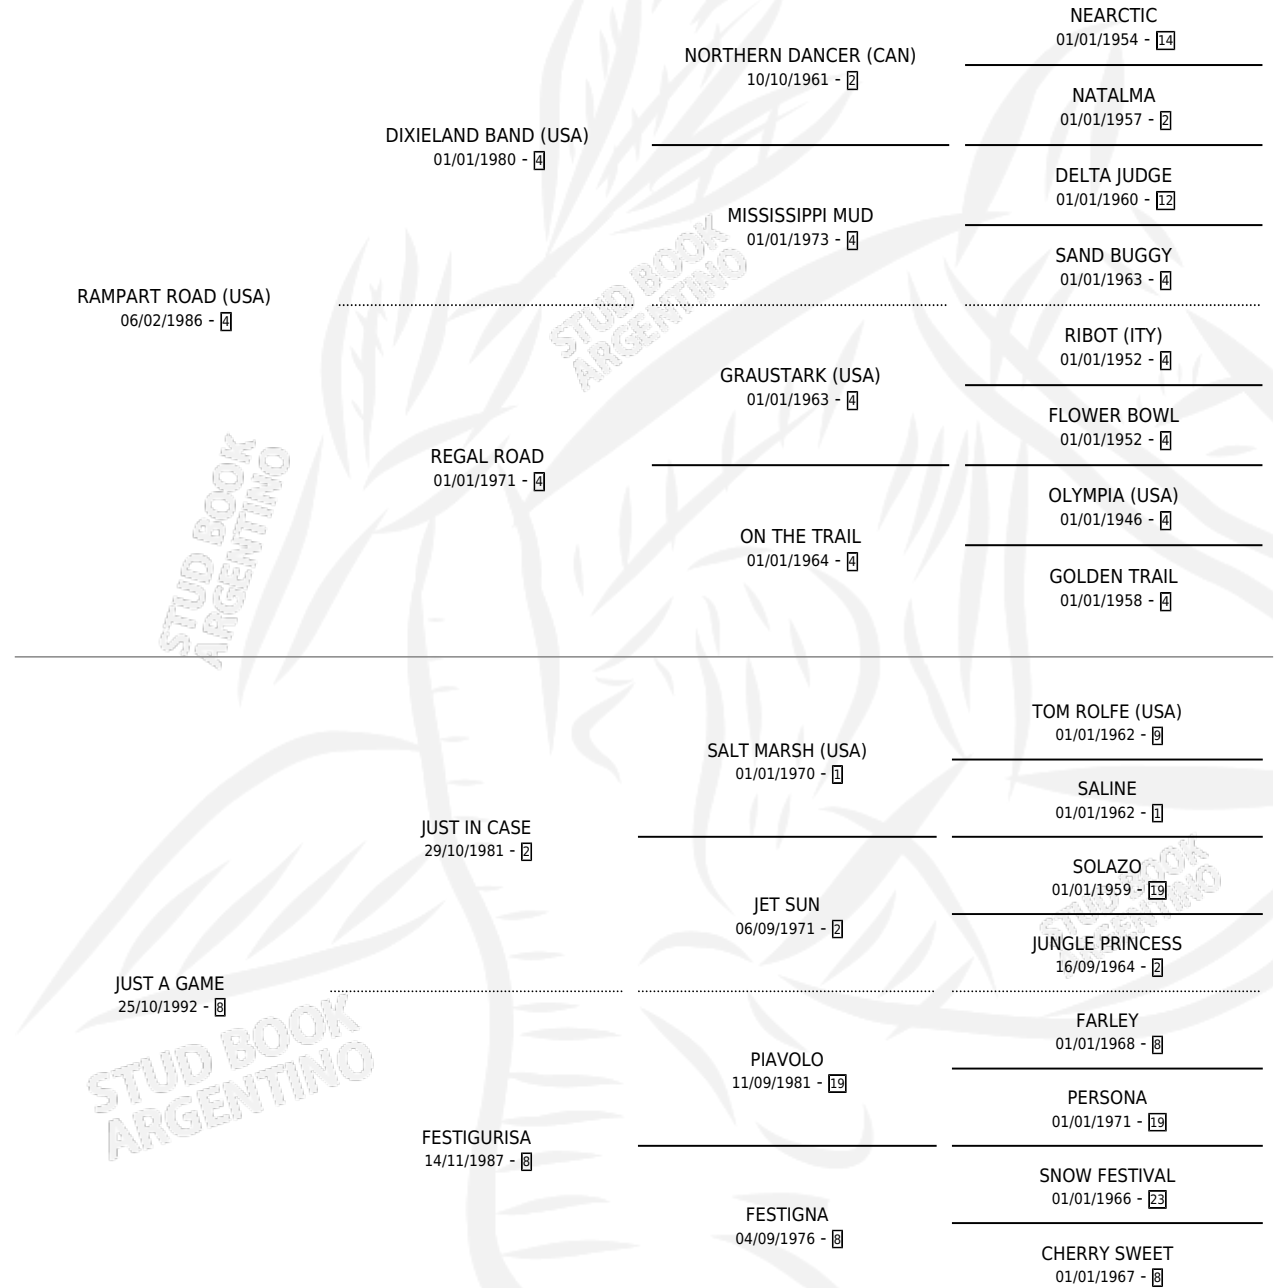 NEARCTIC
01/01/1954 - 14
NORTHERN DANCER (CAN)
10/10/1961 - 2
NATALMA
01/01/1957 - 2
DIXIELAND BAND (USA)
01/01/1980 - 4
DELTA JUDGE
01/01/1960 - 12
MISSISSIPPI MUD
01/01/1973 - 4
SAND BUGGY
01/01/1963 - 4
RAMPART ROAD (USA)
06/02/1986 - 4
STUD BOOK
ARGENTINO
RIBOT (ITY)
01/01/1952 - 4
GRAUSTARK (USA)
01/01/1963 - 4
FLOWER BOWL
01/01/1952 - 4
REGAL ROAD
01/01/1971 - 4
OLYMPIA (USA)
01/01/1946 - 4
ON THE TRAIL
01/01/1964 - 4
GOLDEN TRAIL
01/01/1958 - 4
STUD BOOK
ARGENTINO
TOM ROLFE (USA)
01/01/1962 - 9
SALT MARSH (USA)
01/01/1970 - 1
SALINE
01/01/1962 - 1
JUST IN CASE
29/10/1981 - 2
SOLAZO
01/01/1959 - 19
JET SUN
06/09/1971 - 2
JUNGLE PRINCESS
16/09/1964 - 2
STUD BOOK
ARGENTINO
JUST A GAME
25/10/1992 - 8
FARLEY
01/01/1968 - 8
PIAVOLO
11/09/1981 - 19
PERSONA
01/01/1971 - 19
STUD BOOK
ARGENTINO
FESTIGURISA
14/11/1987 - 8
SNOW FESTIVAL
01/01/1966 - 23
FESTIGNA
04/09/1976 - 8
CHERRY SWEET
01/01/1967 - 8